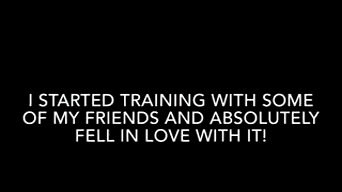 I STARTED TRAINING WITH SOME
OF MY FRIENDS AND ABSOLUTELY
FELL IN LOVE WITH IT!